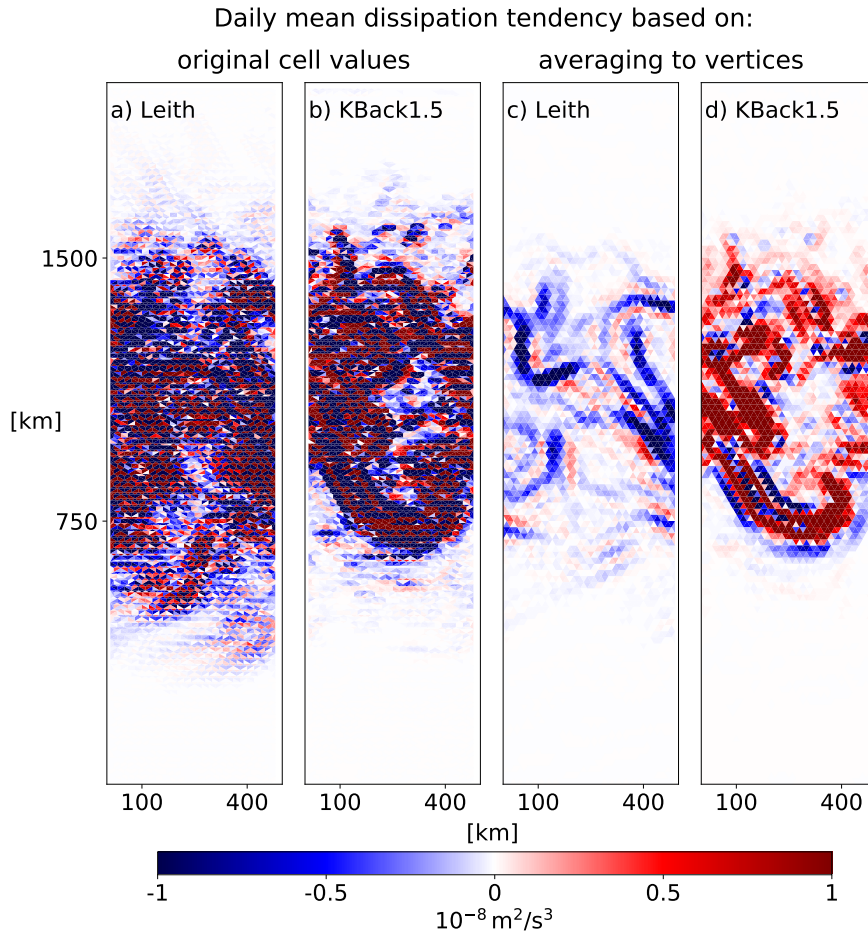 Daily mean dissipation tendency based on:
original cell values averaging to vertices
a) Leith b) KBack1.5 c) Leith d) KBack1.5
1500
[km]
750
100 400 100 400 100 400 100 400
[km]
-1 -0.5 0 0.5 1
10⁻⁸ m²/s³